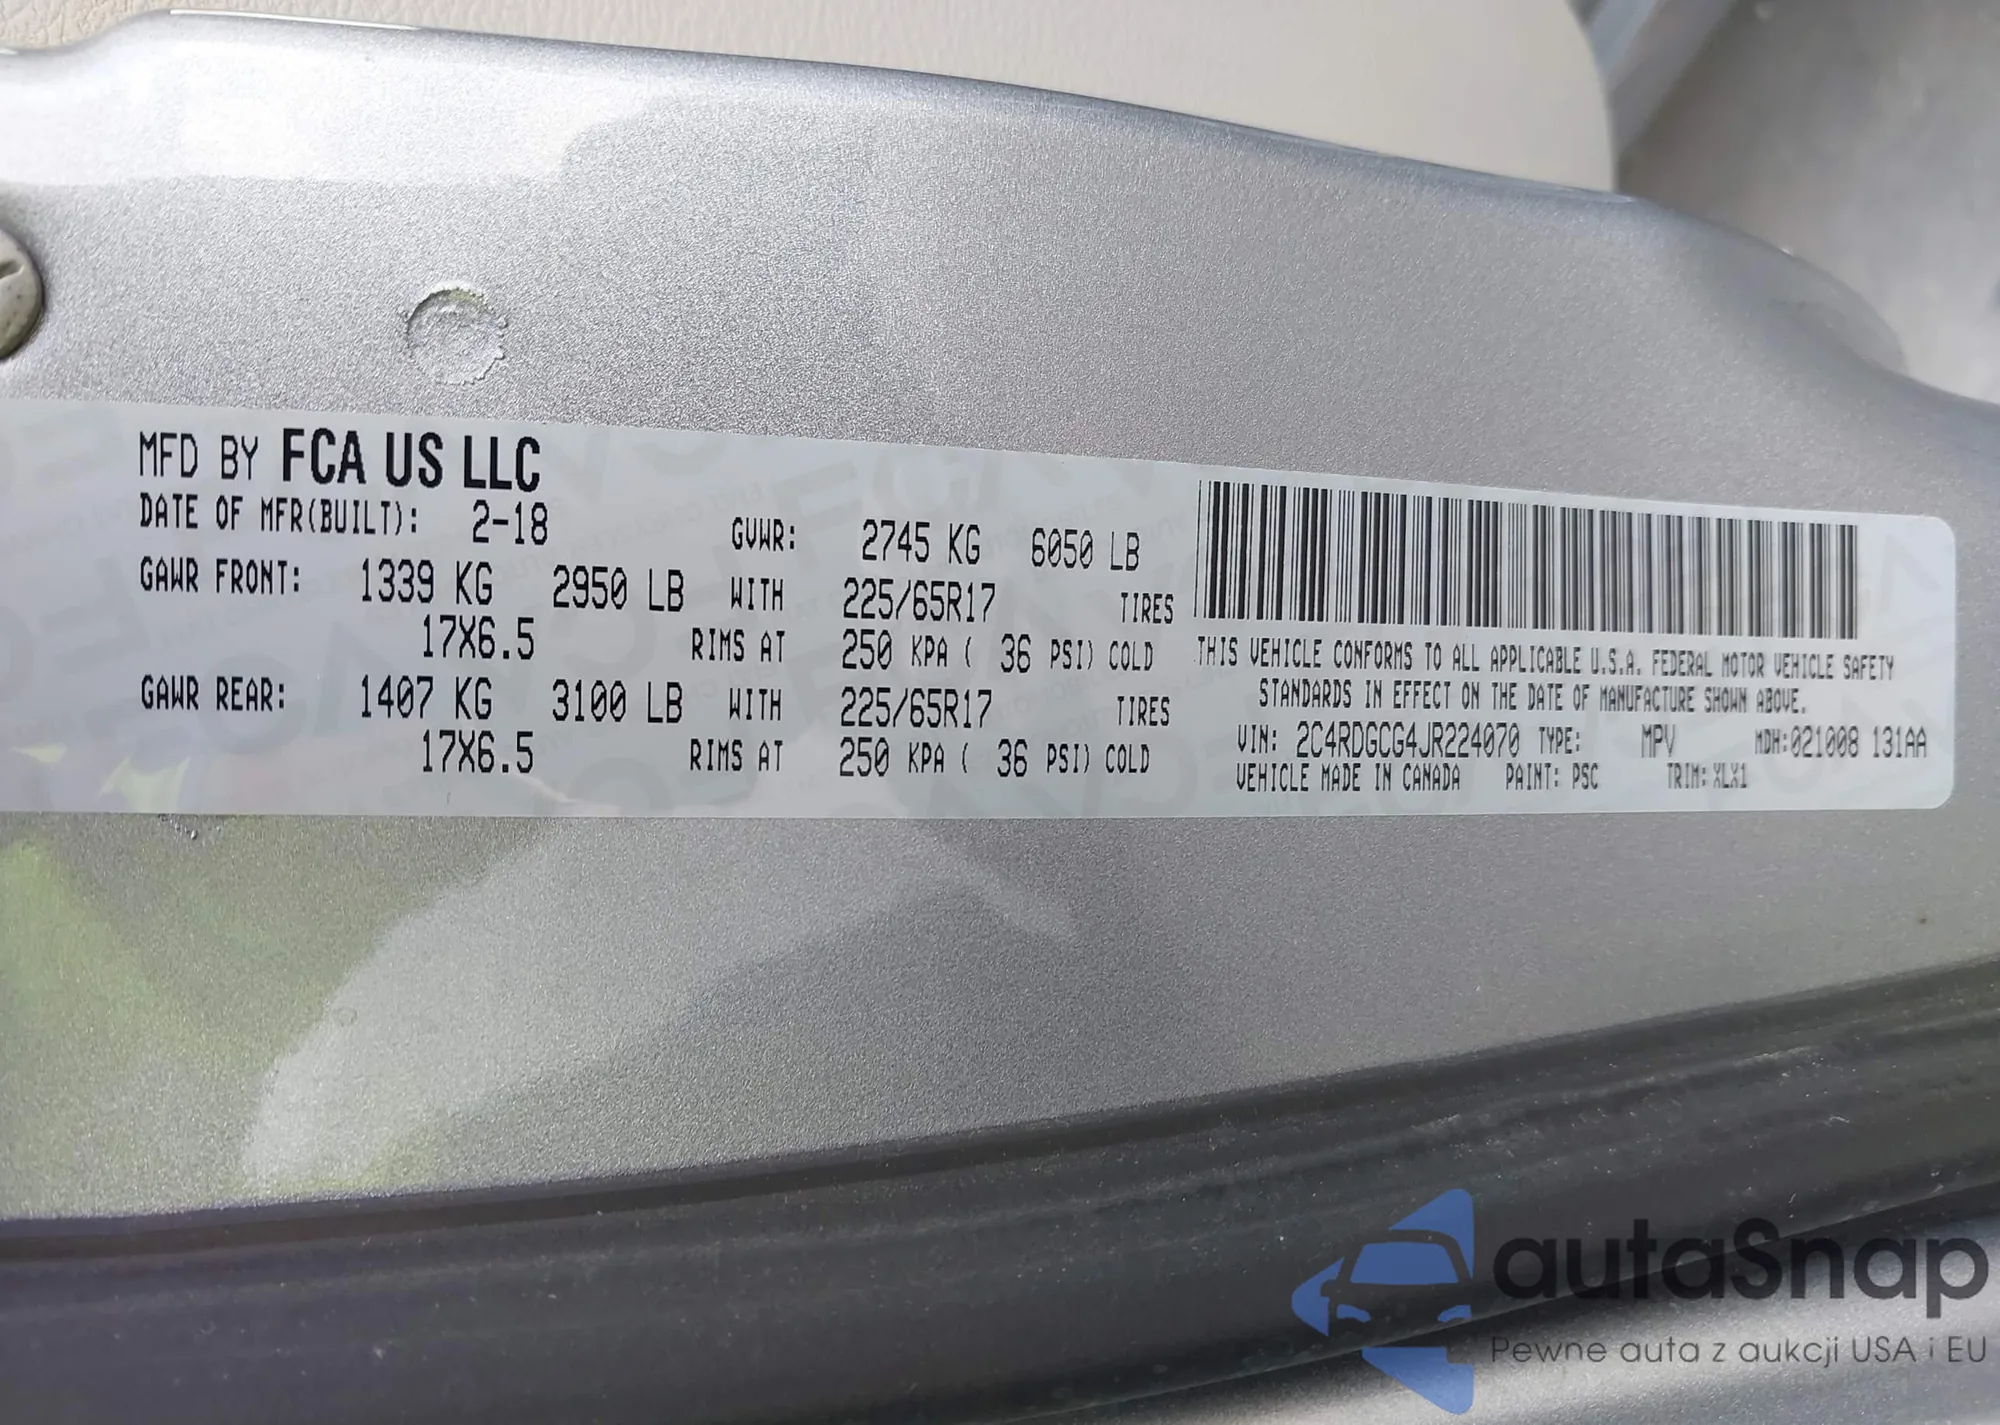 MFD BY FCA US LLC
DATE OF MFR(BUILT): 2-18 GVWR: 2745 KG 6050 LB
GAWR FRONT: 1339 KG 2950 LB WITH 225/65R17 TIRES
17X6.5 RIMS AT 250 KPA ( 36 PSI) COLD
GAWR REAR: 1407 KG 3100 LB WITH 225/65R17 TIRES
17X6.5 RIMS AT 250 KPA ( 36 PSI) COLD
THIS VEHICLE CONFORMS TO ALL APPLICABLE U.S.A. FEDERAL MOTOR VEHICLE SAFETY
STANDARDS IN EFFECT ON THE DATE OF MANUFACTURE SHOWN ABOVE.
VIN: 2C4RDGCG4JR224070 TYPE: MPV MDH:021008 131AA
VEHICLE MADE IN CANADA PAINT: PSC TRIM: XLX1
autaSnap
Pewne auta z aukcji USA i EU